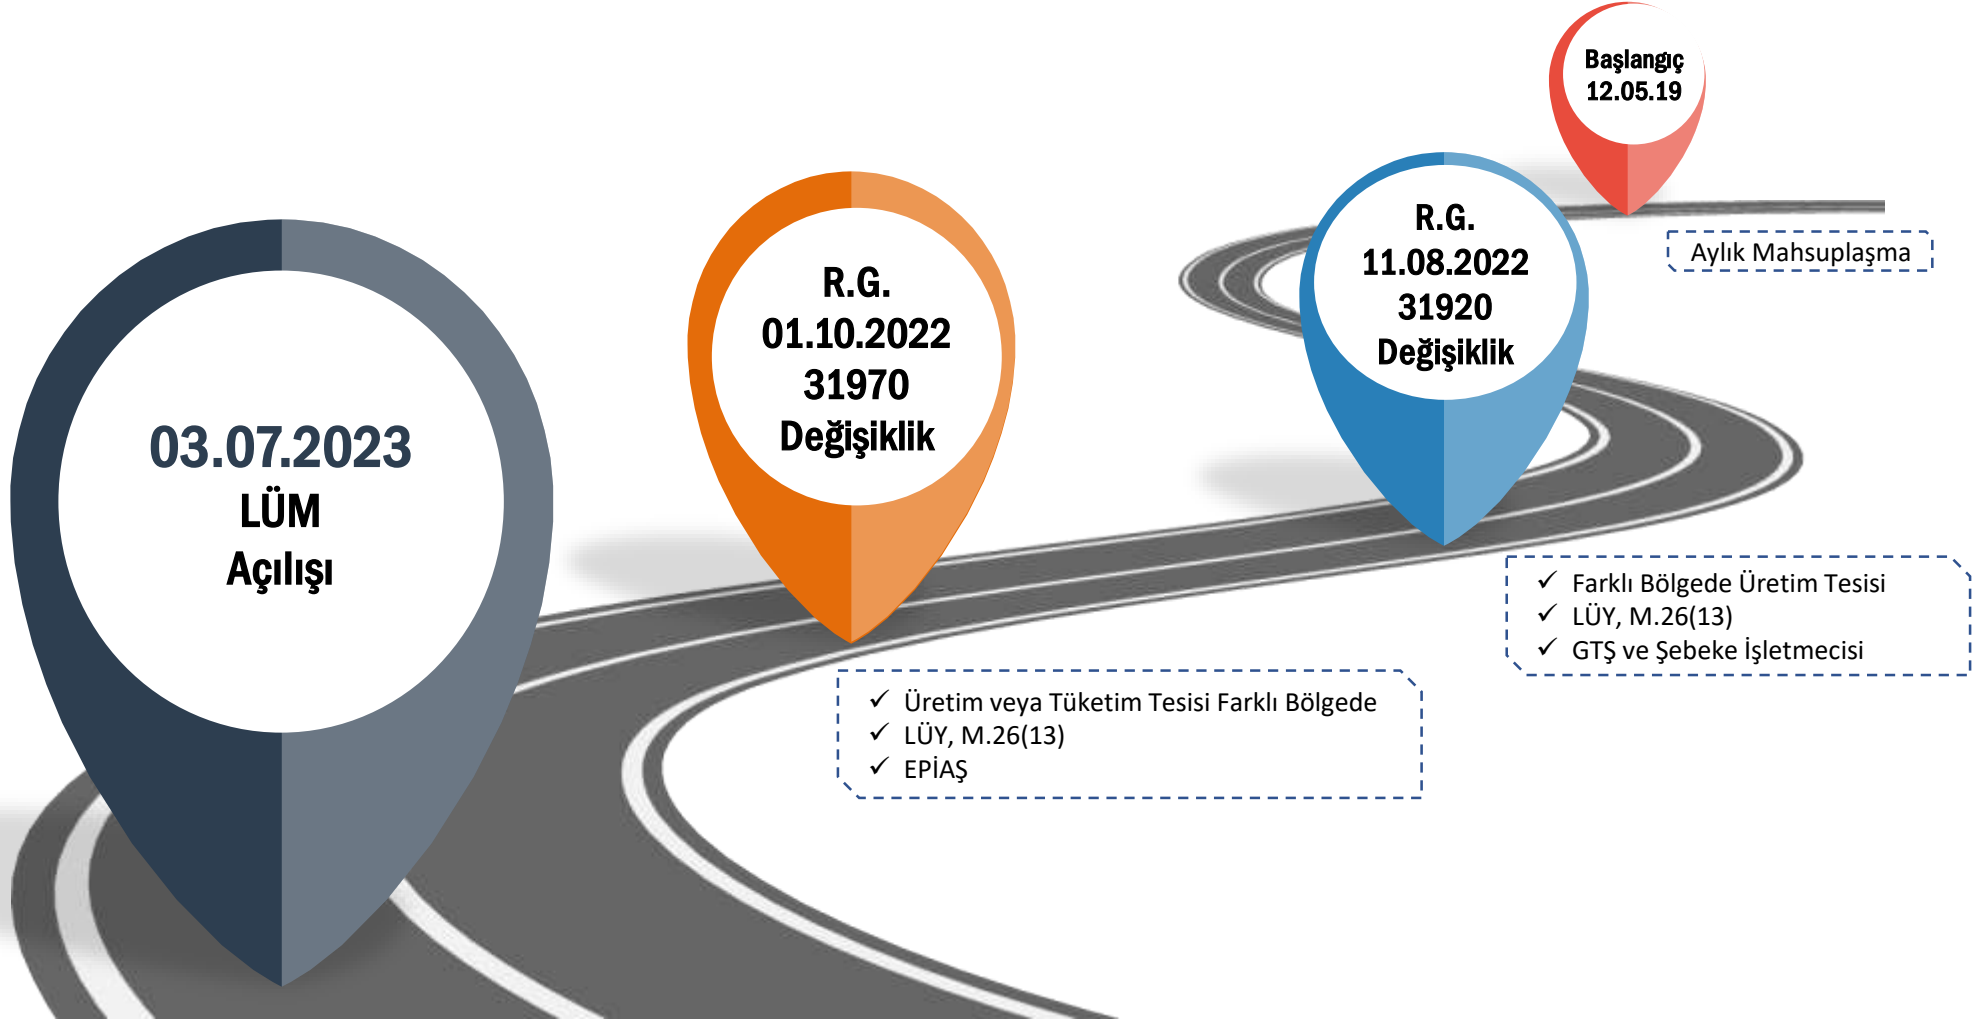 Başlangıç
12.05.19
Aylık Mahsuplaşma
R.G.
11.08.2022
31920
Değişiklik
✓ Farklı Bölgede Üretim Tesisi
✓ LÜY, M.26(13)
✓ GTŞ ve Şebeke İşletmecisi
R.G.
01.10.2022
31970
Değişiklik
✓ Üretim veya Tüketim Tesisi Farklı Bölgede
✓ LÜY, M.26(13)
✓ EPİAŞ
03.07.2023
LÜM
Açılışı